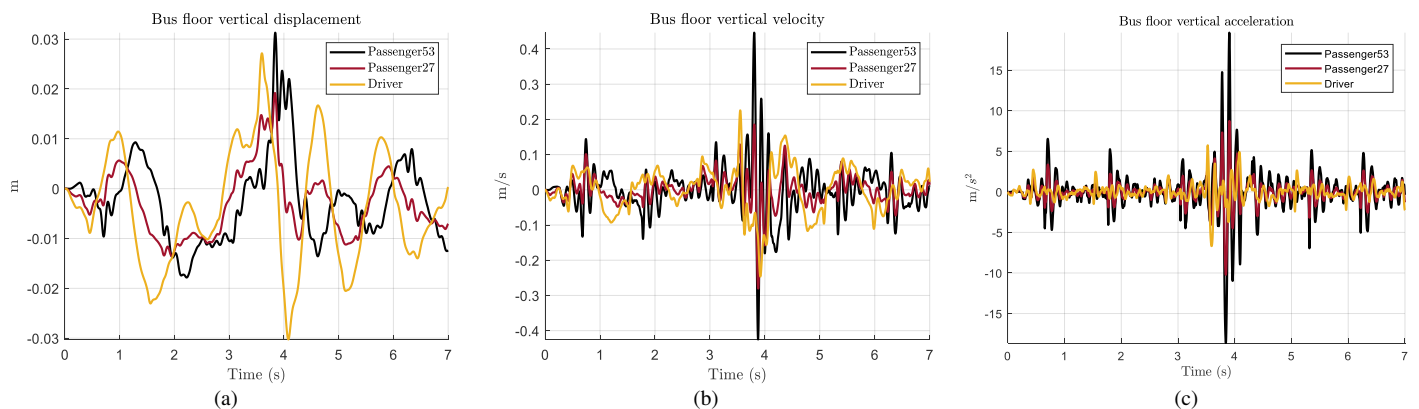 Bus floor vertical displacement
0.03
0.02
0.01
0
-0.01
-0.02
-0.03
m
Passenger53
Passenger27
Driver
0 1 2 3 4 5 6 7
Time (s)
(a)
Bus floor vertical velocity
0.4
0.3
0.2
0.1
0
-0.1
-0.2
-0.3
-0.4
m/s
Passenger53
Passenger27
Driver
0 1 2 3 4 5 6 7
Time (s)
(b)
Bus floor vertical acceleration
15
10
5
0
-5
-10
-15
m/s²
Passenger53
Passenger27
Driver
0 1 2 3 4 5 6 7
Time (s)
(c)